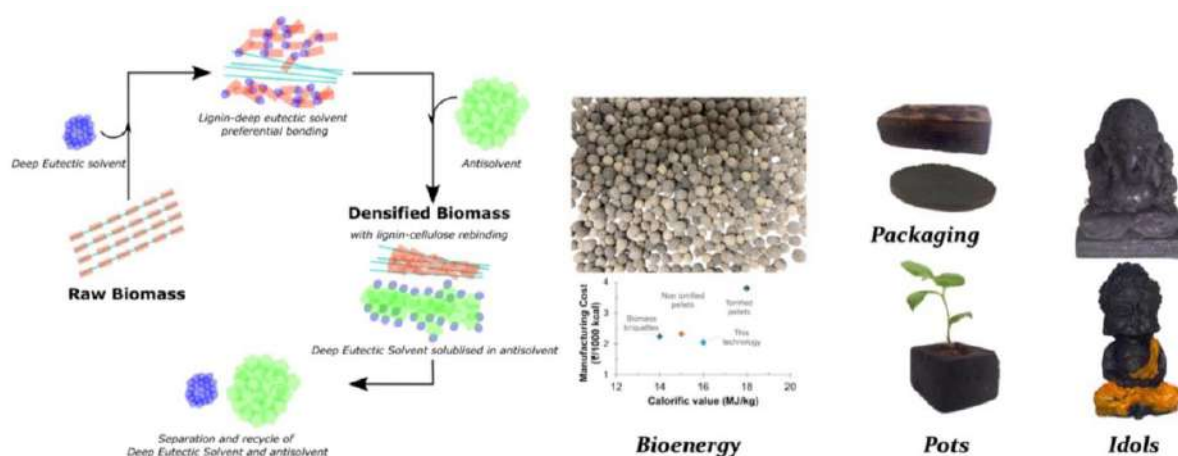 Lignin-deep eutectic solvent
preferential bonding
Deep Eutectic solvent
Antisolvent
Raw Biomass
Densified Biomass
with lignin-cellulose rebinding
Deep Eutectic Solvent solublised in antisolvent
Separation and recycle of
Deep Eutectic Solvent and antisolvent
Manufacturing Cost
(₹/1000 kcal)
4
3
2
1
Biomass
briquettes
Non torrified
pellets
Torrified
pellets
This
technology
12
14
16
18
20
Calorific value (MJ/kg)
Bioenergy
Packaging
Pots
Idols